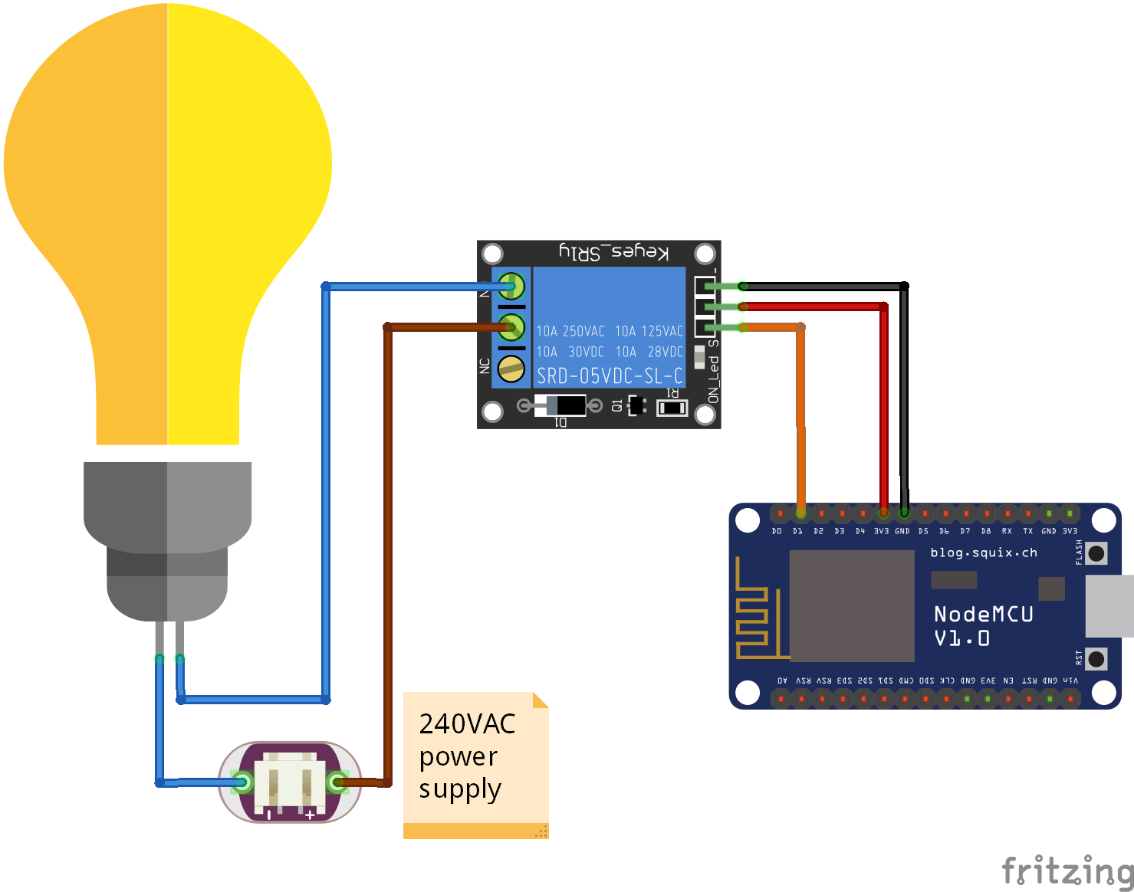 Keyes_SR1y
N
NC
10A 250VAC 10A 125VAC
10A 30VDC 10A 28VDC
SRD-05VDC-SL-C
-
S
ON_Led
D1
Q1
R1
D0 D1 D2 D3 D4 3V3 GND D5 D6 D7 D8 RX TX GND 3V3
blog.squix.ch
FLASH
NodeMCU
V1.0
RST
A0 RSV RSV SD3 SD2 SD1 CMD SD0 CLK GND 3V3 EN RST GND Vin
240VAC
power
supply
- +
fritzing